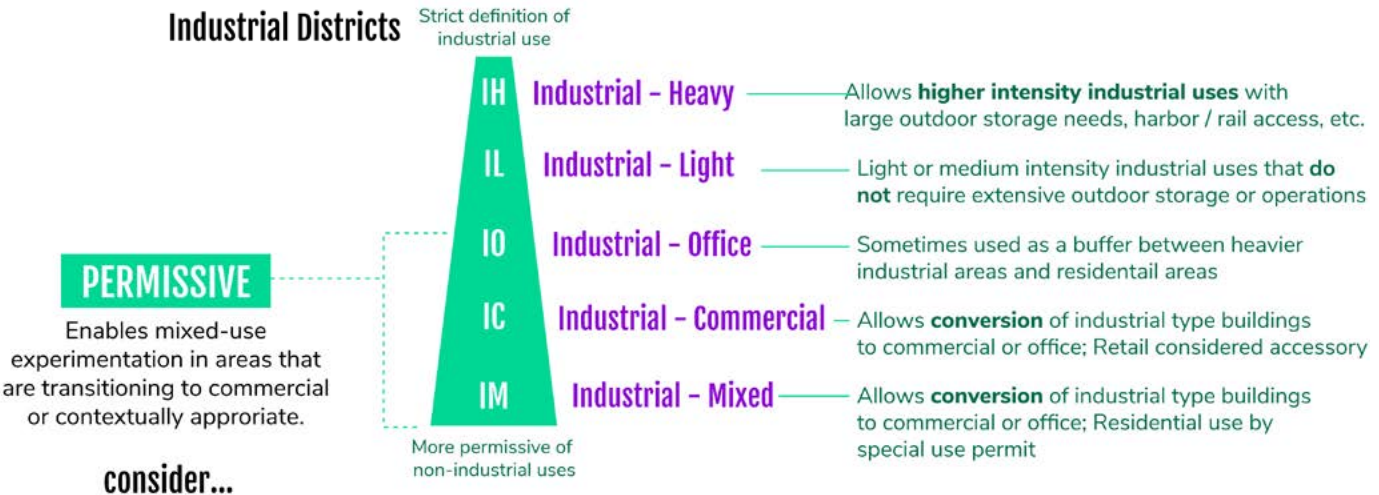 Industrial Districts
Strict definition of
industrial use
IH
Industrial – Heavy
Allows higher intensity industrial uses with
large outdoor storage needs, harbor / rail access, etc.
IL
Industrial – Light
Light or medium intensity industrial uses that do
not require extensive outdoor storage or operations
IO
Industrial – Office
Sometimes used as a buffer between heavier
industrial areas and residentail areas
PERMISSIVE
Enables mixed-use
experimentation in areas that
are transitioning to commercial
or contextually approriate.
IC
Industrial – Commercial
Allows conversion of industrial type buildings
to commercial or office; Retail considered accessory
IM
Industrial – Mixed
Allows conversion of industrial type buildings
to commercial or office; Residential use by
special use permit
More permissive of
non-industrial uses
consider...